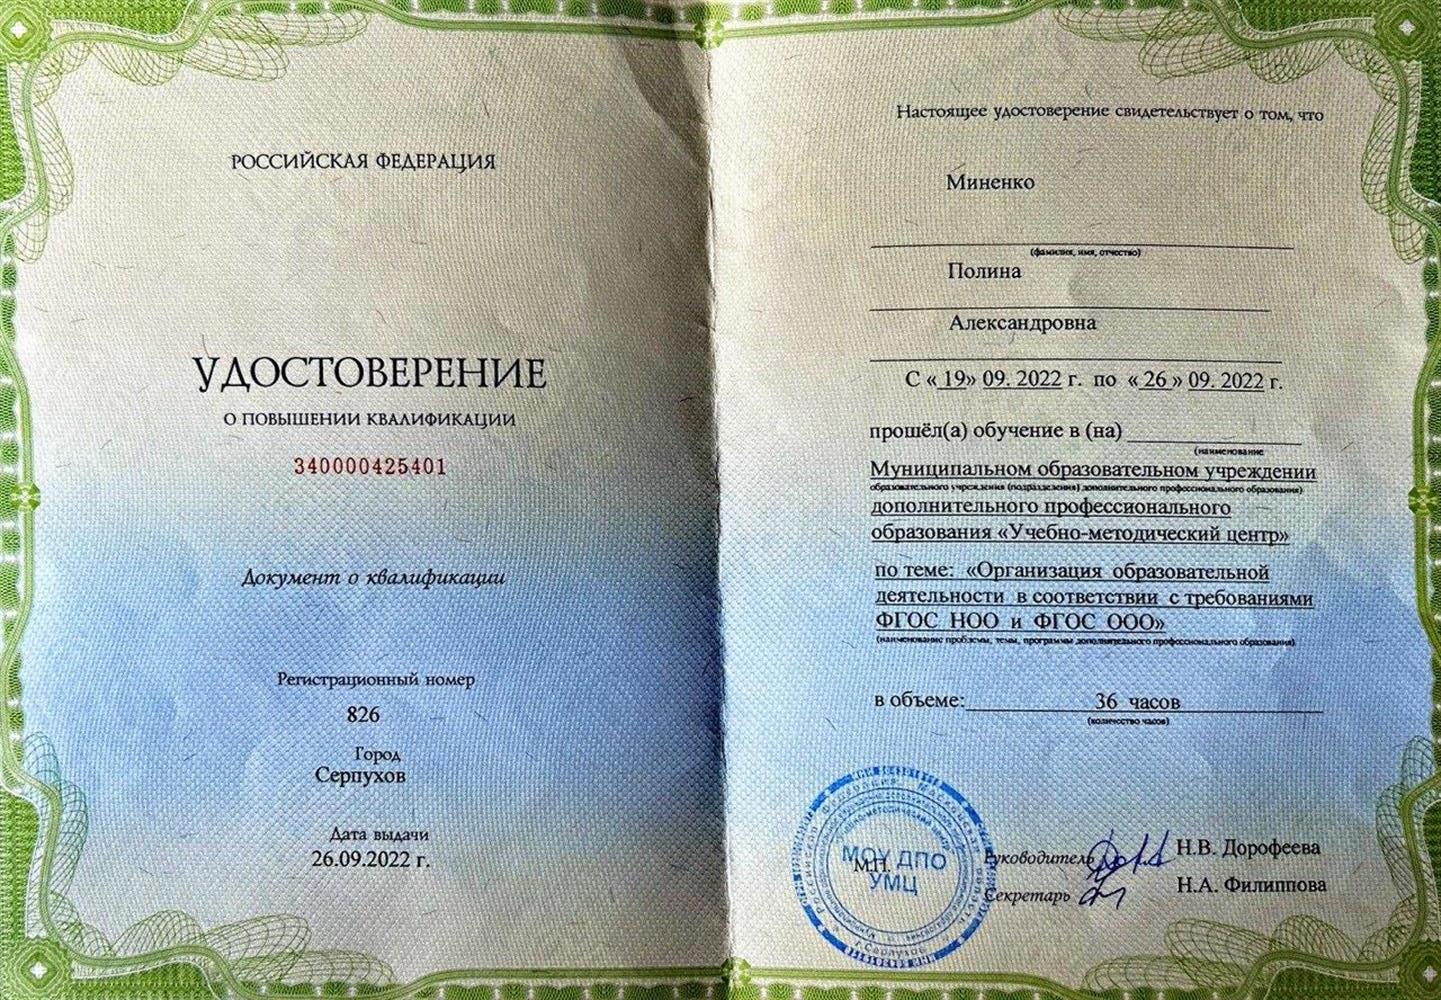 РОССИЙСКАЯ ФЕДЕРАЦИЯ
УДОСТОВЕРЕНИЕ
О ПОВЫШЕНИИ КВАЛИФИКАЦИИ
340000425401
Документ о квалификации
Регистрационный номер
826
Город
Серпухов
Дата выдачи
26.09.2022 г.
Настоящее удостоверение свидетельствует о том, что
Миненко
(фамилия, имя, отчество)
Полина
Александровна
С «19» 09. 2022 г. по «26» 09. 2022 г.
прошёл(а) обучение в (на)
(наименование
Муниципальном образовательном учреждении
образовательного учреждения (подразделения) дополнительного профессионального образования)
дополнительного профессионального
образования «Учебно-методический центр»
по теме: «Организация образовательной
деятельности в соответствии с требованиями
ФГОС НОО и ФГОС ООО»
(наименование проблемы, темы, программы дополнительного профессионального образования)
в объеме: 36 часов
(количество часов)
МОУ ДПО
УМЦ
г.Серпухов
М.П.
Руководитель Н.В. Дорофеева
Секретарь Н.А. Филиппова